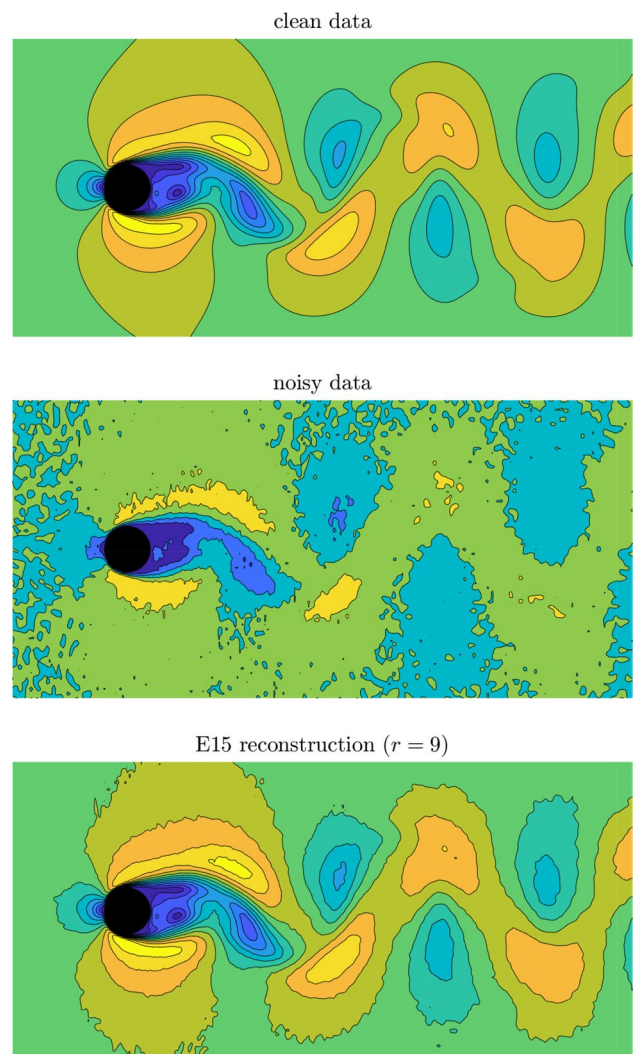 clean data
noisy data
E15 reconstruction (r = 9)